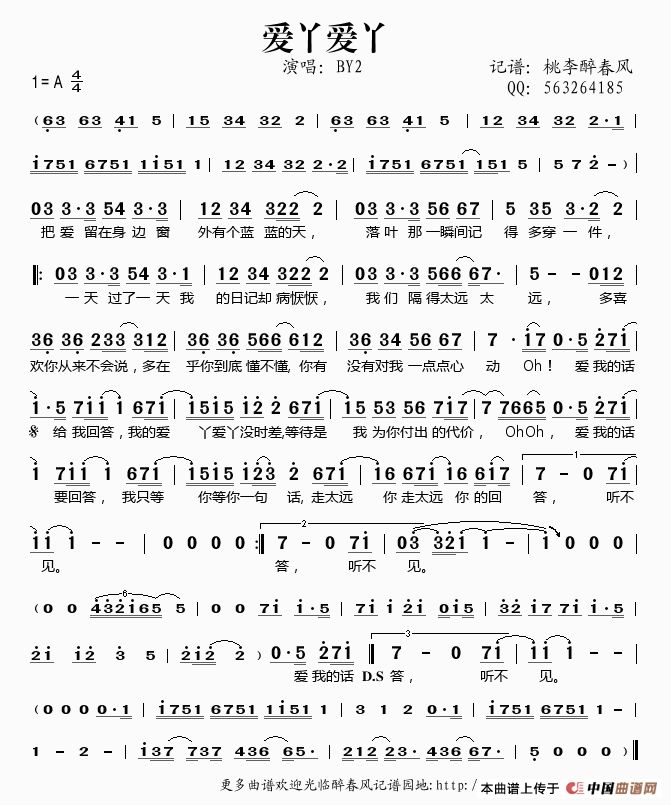 爱丫爱丫
演唱：BY2
记谱：桃李醉春风
1=A 4/4
QQ：563264185
( 63 63 41 5 | 15 34 32 2 | 63 63 41 5 | 12 34 32 2·1 |
1751 6751 1151 1 | 12 34 32 2·2 | 1751 6751 151 5 | 5 7 2 - )
03 3·3 54 3·3 | 12 34 322 2 | 03 3·3 56 67 | 5 35 3·2 2 |
把爱 留在身 边窗 外有个蓝 蓝的天， 落叶 那一瞬间记 得 多穿 一 件，
|: 03 3·3 54 3·1 | 12 34 322 2 | 03 3·3 566 67· | 5 - - 012 |
一天 过了一天 我 的日记却 病恹恹， 我们 隔得太远 太 远， 多喜
36 36 233 312 | 36 36 566 612 | 36 34 56 67 | 7 · 17 0·5 271 |
欢你从来不会说，多在 乎你到底 懂不懂，你有 没有对我 一点点心 动 Oh！ 爱我的话
1·5 711 1 671 | 1515 12 2 671 | 15 53 56 717 | 7 7665 0·5 271 |
𝄋 给 我回答，我的爱 丫爱丫没时差，等待是 我 为你付出 的代价， OhOh， 爱我的话
1 711 1 671 | 1515 123 2 671 | 16 671 16 617 | 7 - 0 71 |
要回答， 我只等 你等你一句 话，走太远 你 走太远 你 的回 答， 听不
1
11 1 - - | 0 0 0 0 :| 7 - 0 71 | 03 321 1 - | 1 0 0 0 |
见。 答， 听不 见。
2
( 0 0 432165 5 | 0 0 71 1·5 | 71 12 21 015 | 32 17 71 1·5 |
6
21 12 3 5 | 212 2 ) 0·5 271 || 7 - 0 71 | 11 1 - - |
爱 我的话 D.S 答， 听不 见。
3
( 0 0 0 0·1 | 1751 6751 1151 1 | 3 1 2 0·1 | 1751 6751 1 - |
1 - 2 - | 137 737 436 65· | 212 23 436 65· | 5 0 0 0 ) ||
更多曲谱欢迎光临醉春风记谱园地：http:/
本曲谱上传于 中国曲谱网